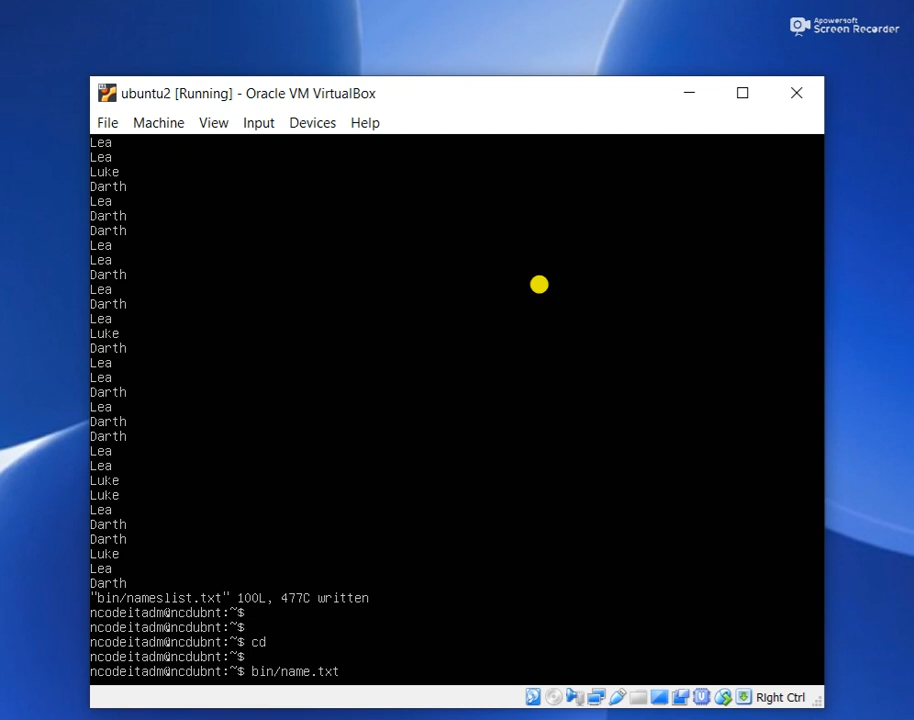 Apowersoft
Screen Recorder
ubuntu2 [Running] - Oracle VM VirtualBox
File Machine View Input Devices Help
Lea
Lea
Luke
Darth
Lea
Darth
Darth
Lea
Lea
Darth
Lea
Darth
Lea
Luke
Darth
Lea
Lea
Darth
Lea
Darth
Darth
Lea
Lea
Luke
Luke
Lea
Darth
Darth
Luke
Lea
Darth
"bin/nameslist.txt" 100L, 477C written
ncodeitadm@ncdubnt:~$
ncodeitadm@ncdubnt:~$
ncodeitadm@ncdubnt:~$ cd
ncodeitadm@ncdubnt:~$
ncodeitadm@ncdubnt:~$ bin/name.txt
Right Ctrl